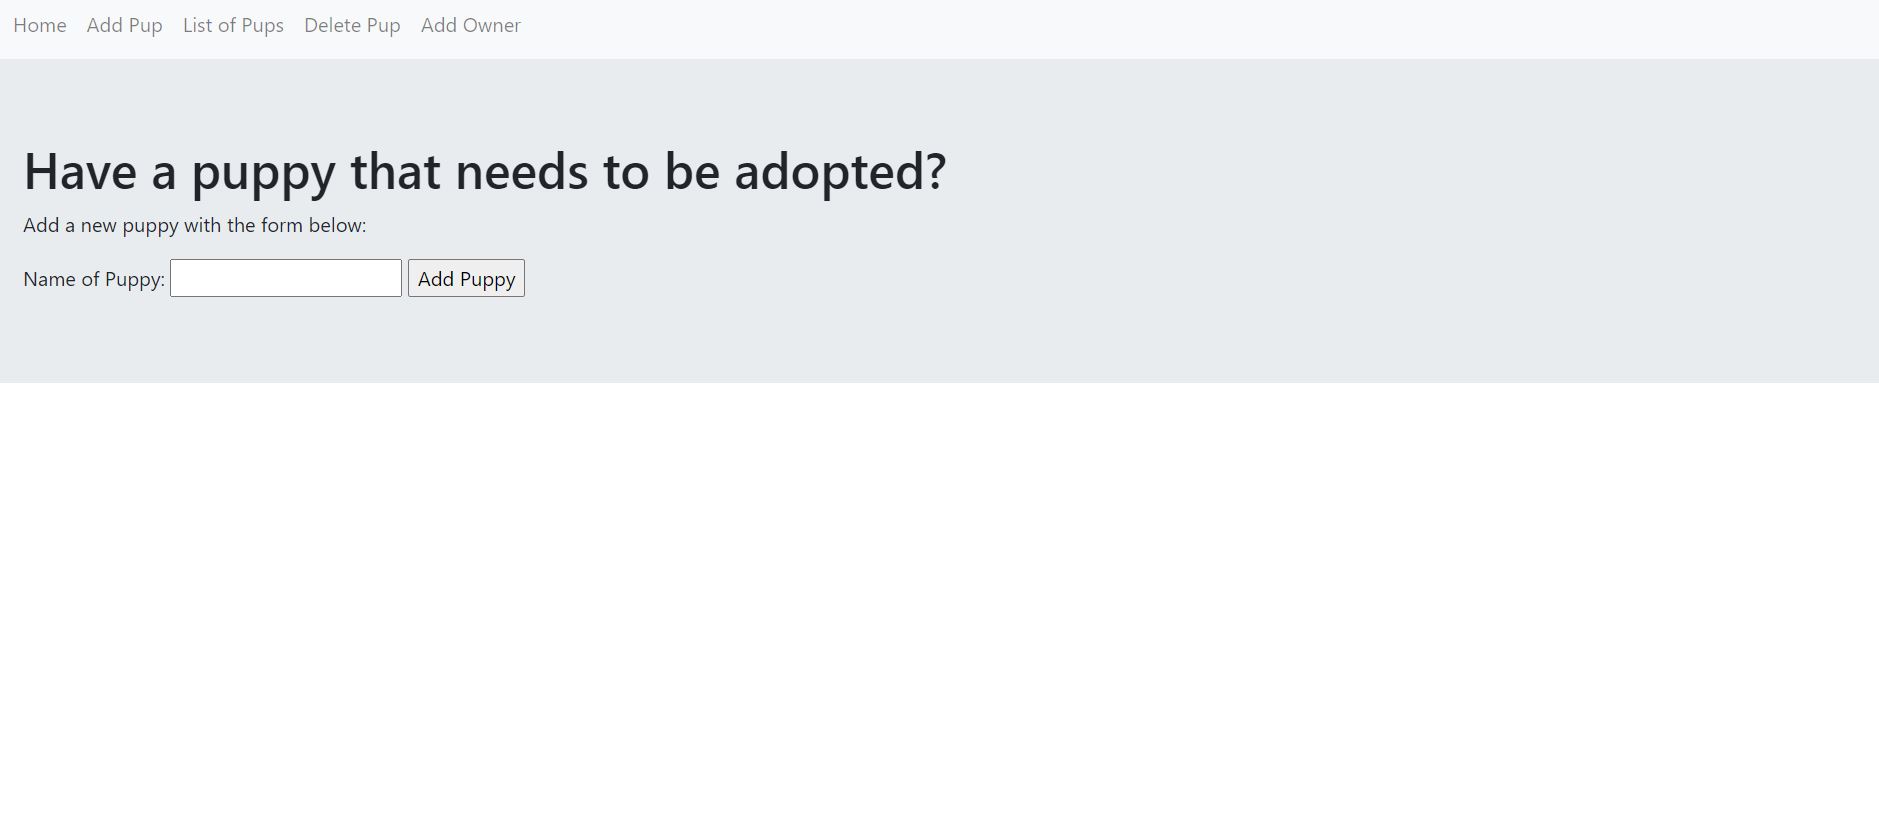 Home Add Pup List of Pups Delete Pup Add Owner
Have a puppy that needs to be adopted?
Add a new puppy with the form below:
Name of Puppy: Add Puppy